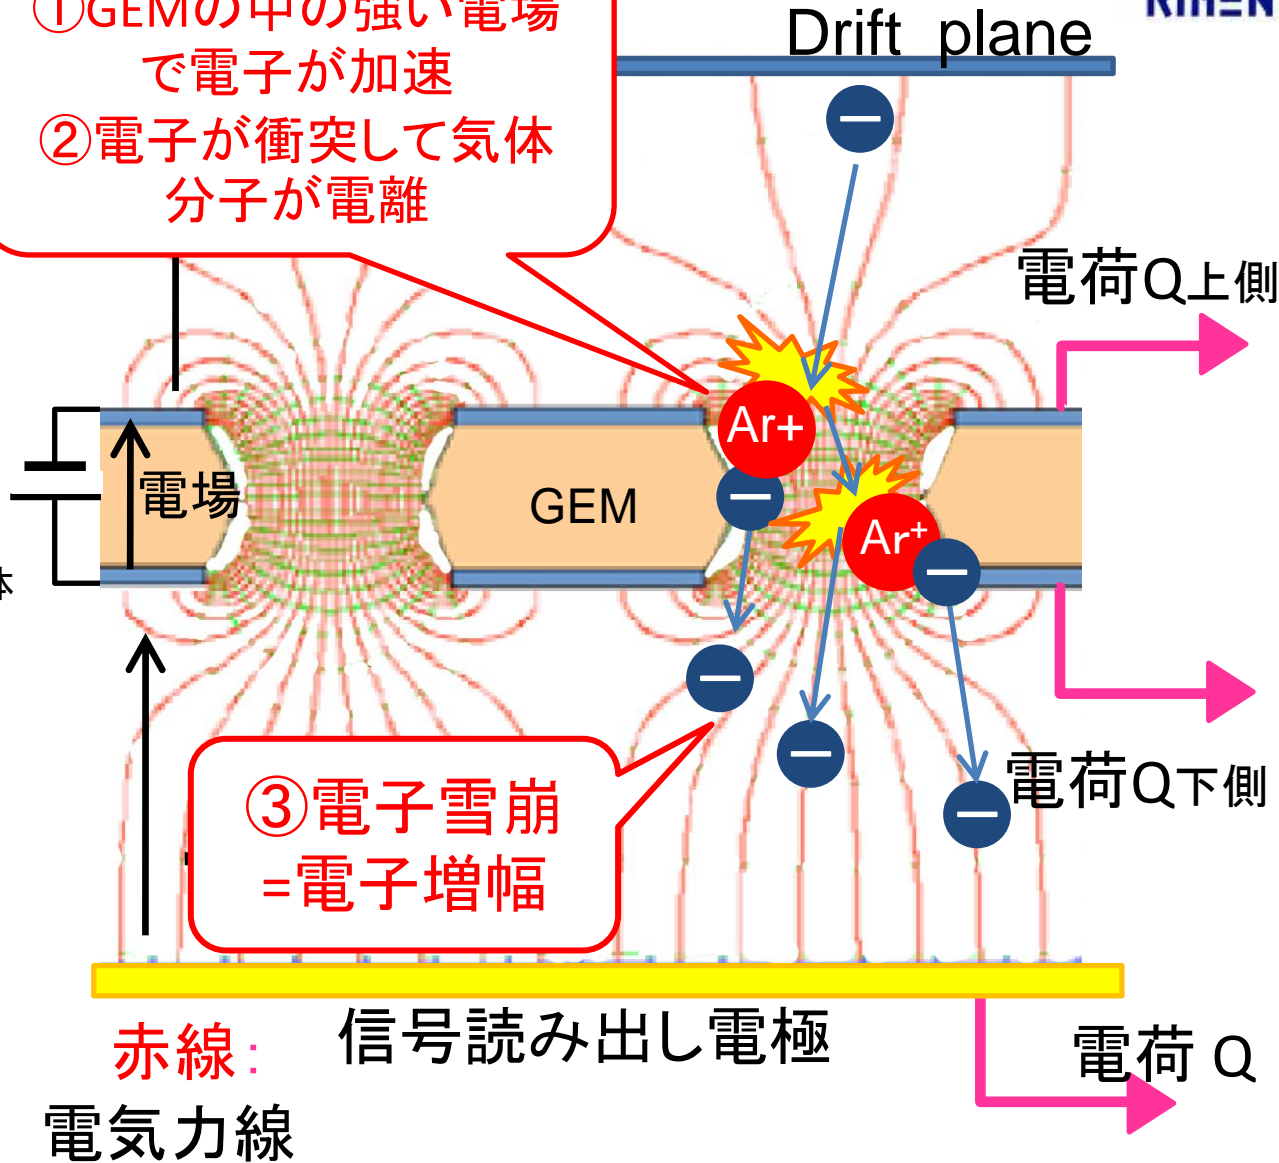 ①GEMの中の強い電場
で電子が加速
②電子が衝突して気体
分子が電離
Drift plane
電荷Q上側
Ar+
電場
GEM
Ar+
体
電荷Q下側
③電子雪崩
=電子増幅
信号読み出し電極
赤線:
電気力線
電荷 Q